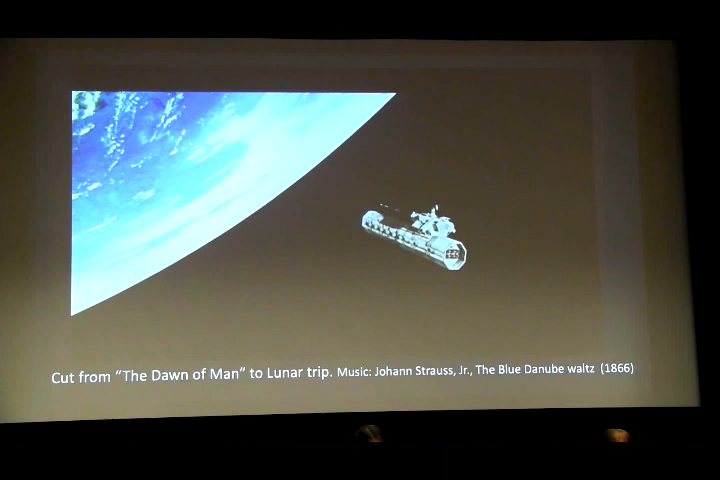 Cut from “The Dawn of Man” to Lunar trip. Music: Johann Strauss, Jr., The Blue Danube waltz (1866)